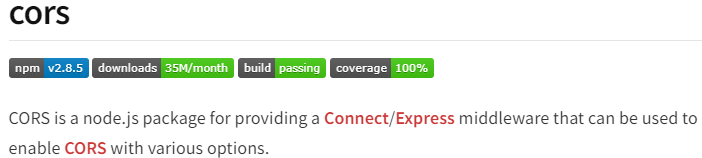 cors
npm v2.8.5 downloads 35M/month build passing coverage 100%
CORS is a node.js package for providing a Connect/Express middleware that can be used to
enable CORS with various options.